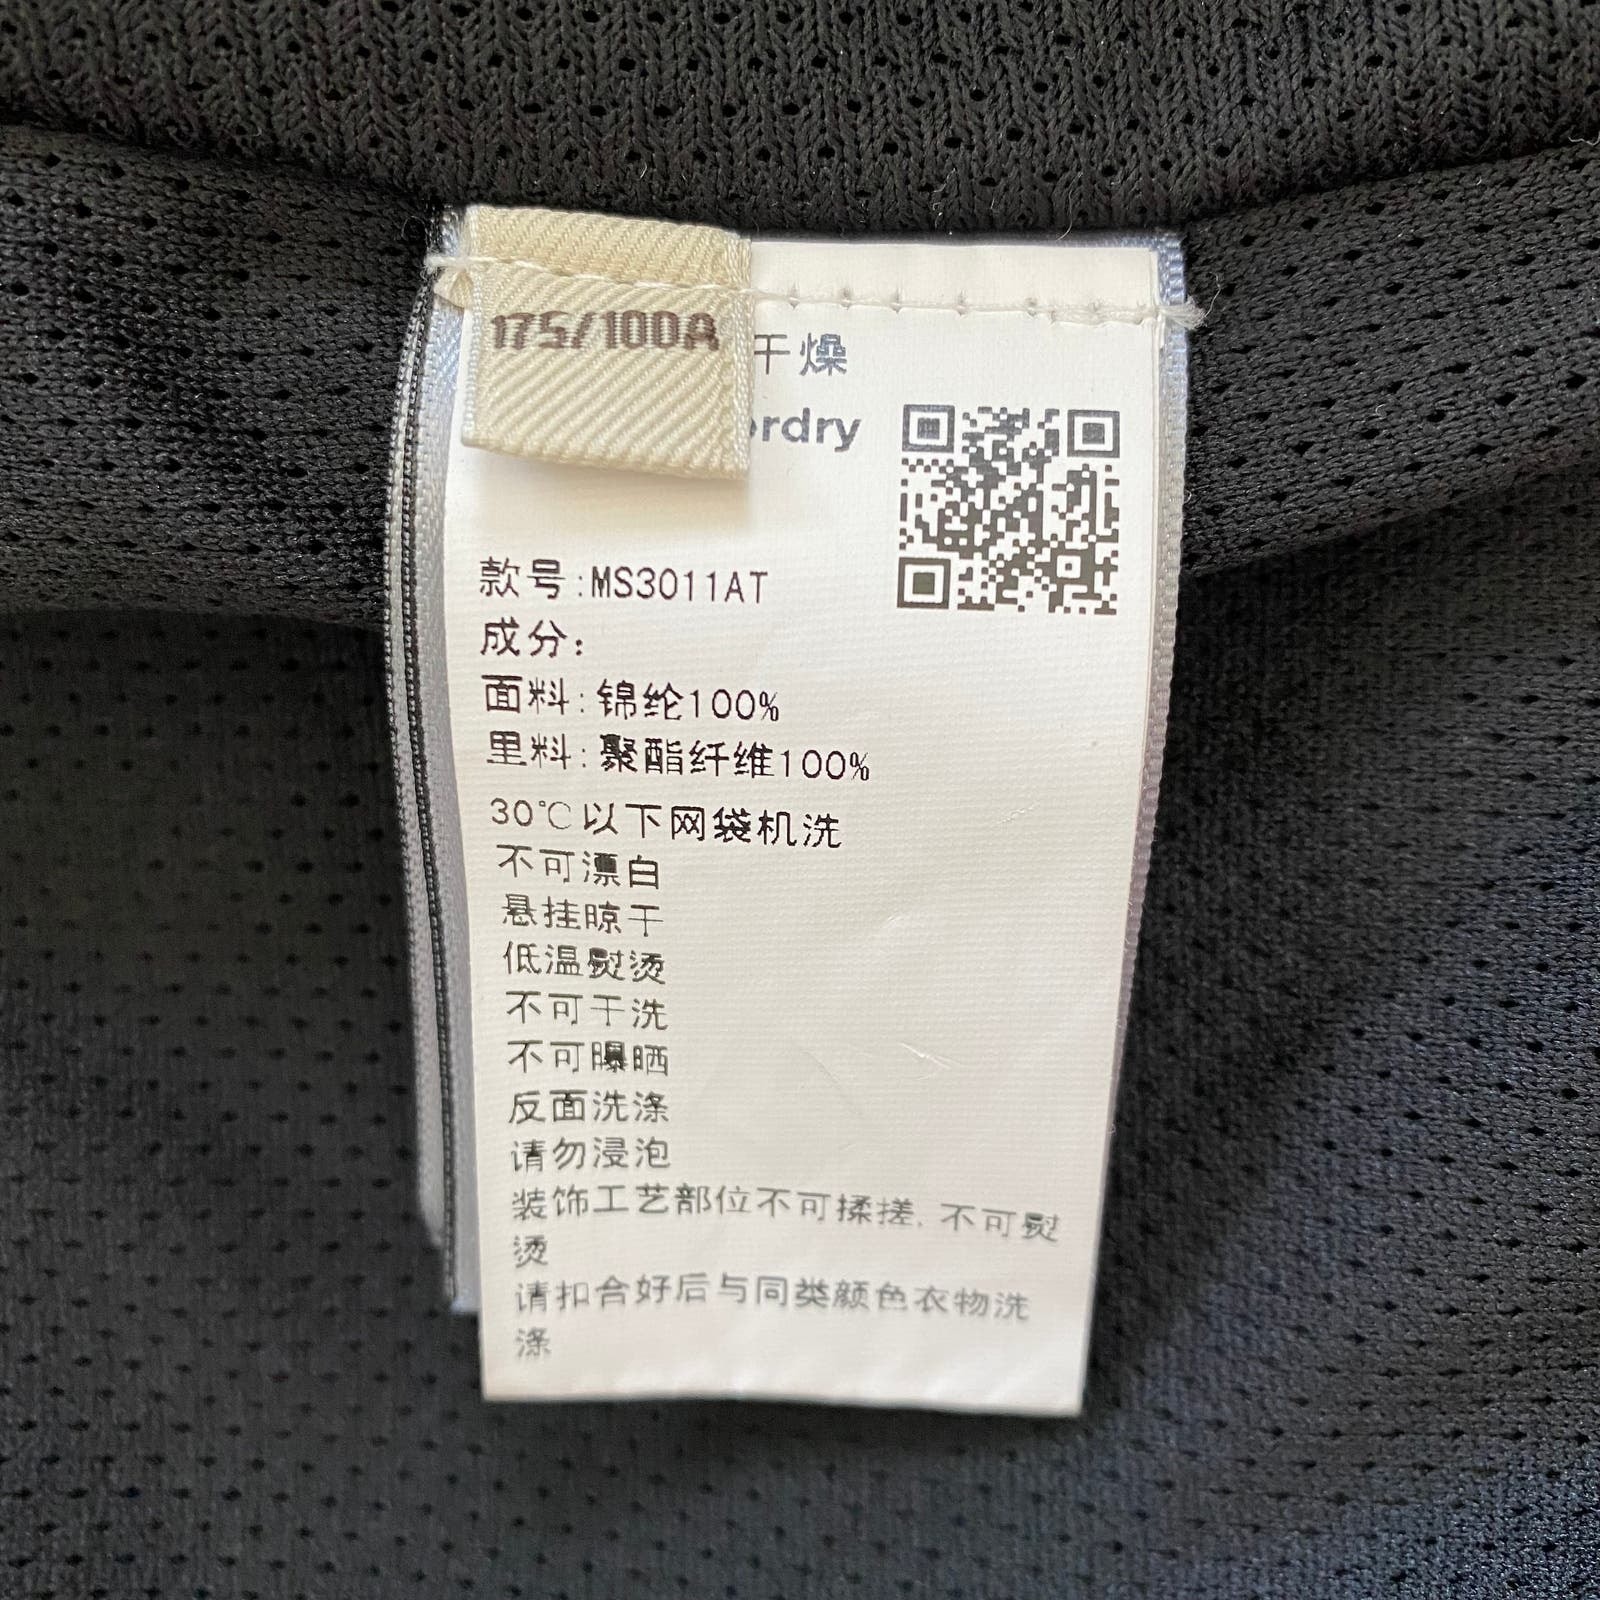 175/100A
干燥
rdry
款号:MS3011AT
成分:
面料:锦纶100%
里料:聚酯纤维100%
30℃以下网袋机洗
不可漂白
悬挂晾干
低温熨烫
不可干洗
不可曝晒
反面洗涤
请勿浸泡
装饰工艺部位不可揉搓,不可熨
烫
请扣合好后与同类颜色衣物洗
涤